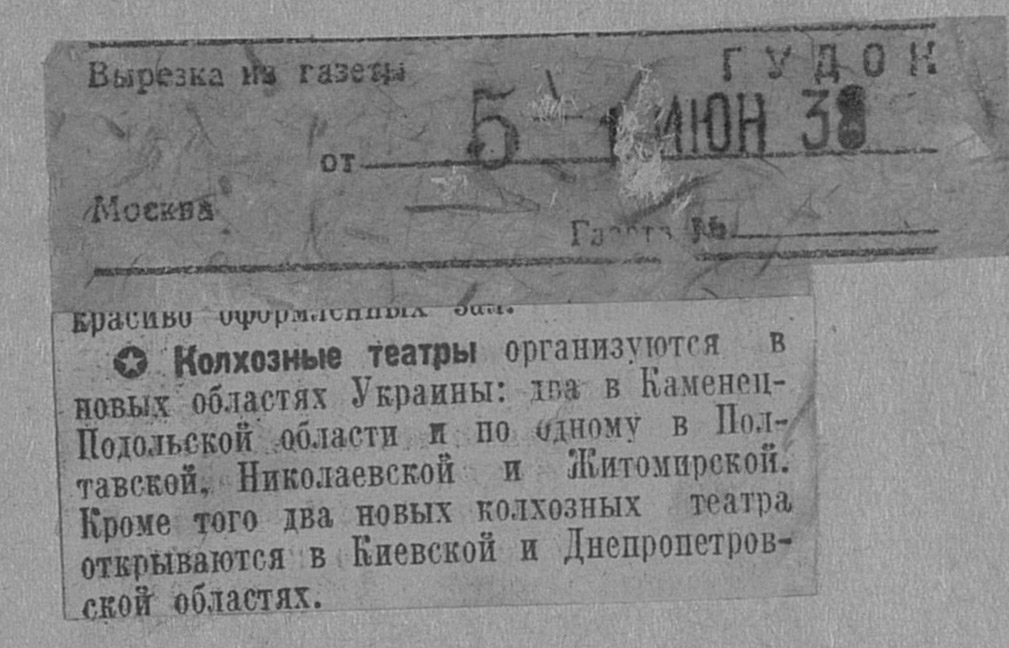 Вырезка из газеты
ГУДОК
от 5 ИЮН 38
Москва
Газета №
красиво оформленных зал.
✪ Колхозные театры организуются в
новых областях Украины: два в Каменец-
Подольской области и по одному в Пол-
тавской, Николаевской и Житомирской.
Кроме того два новых колхозных театра
открываются в Киевской и Днепропетров-
ской областях.